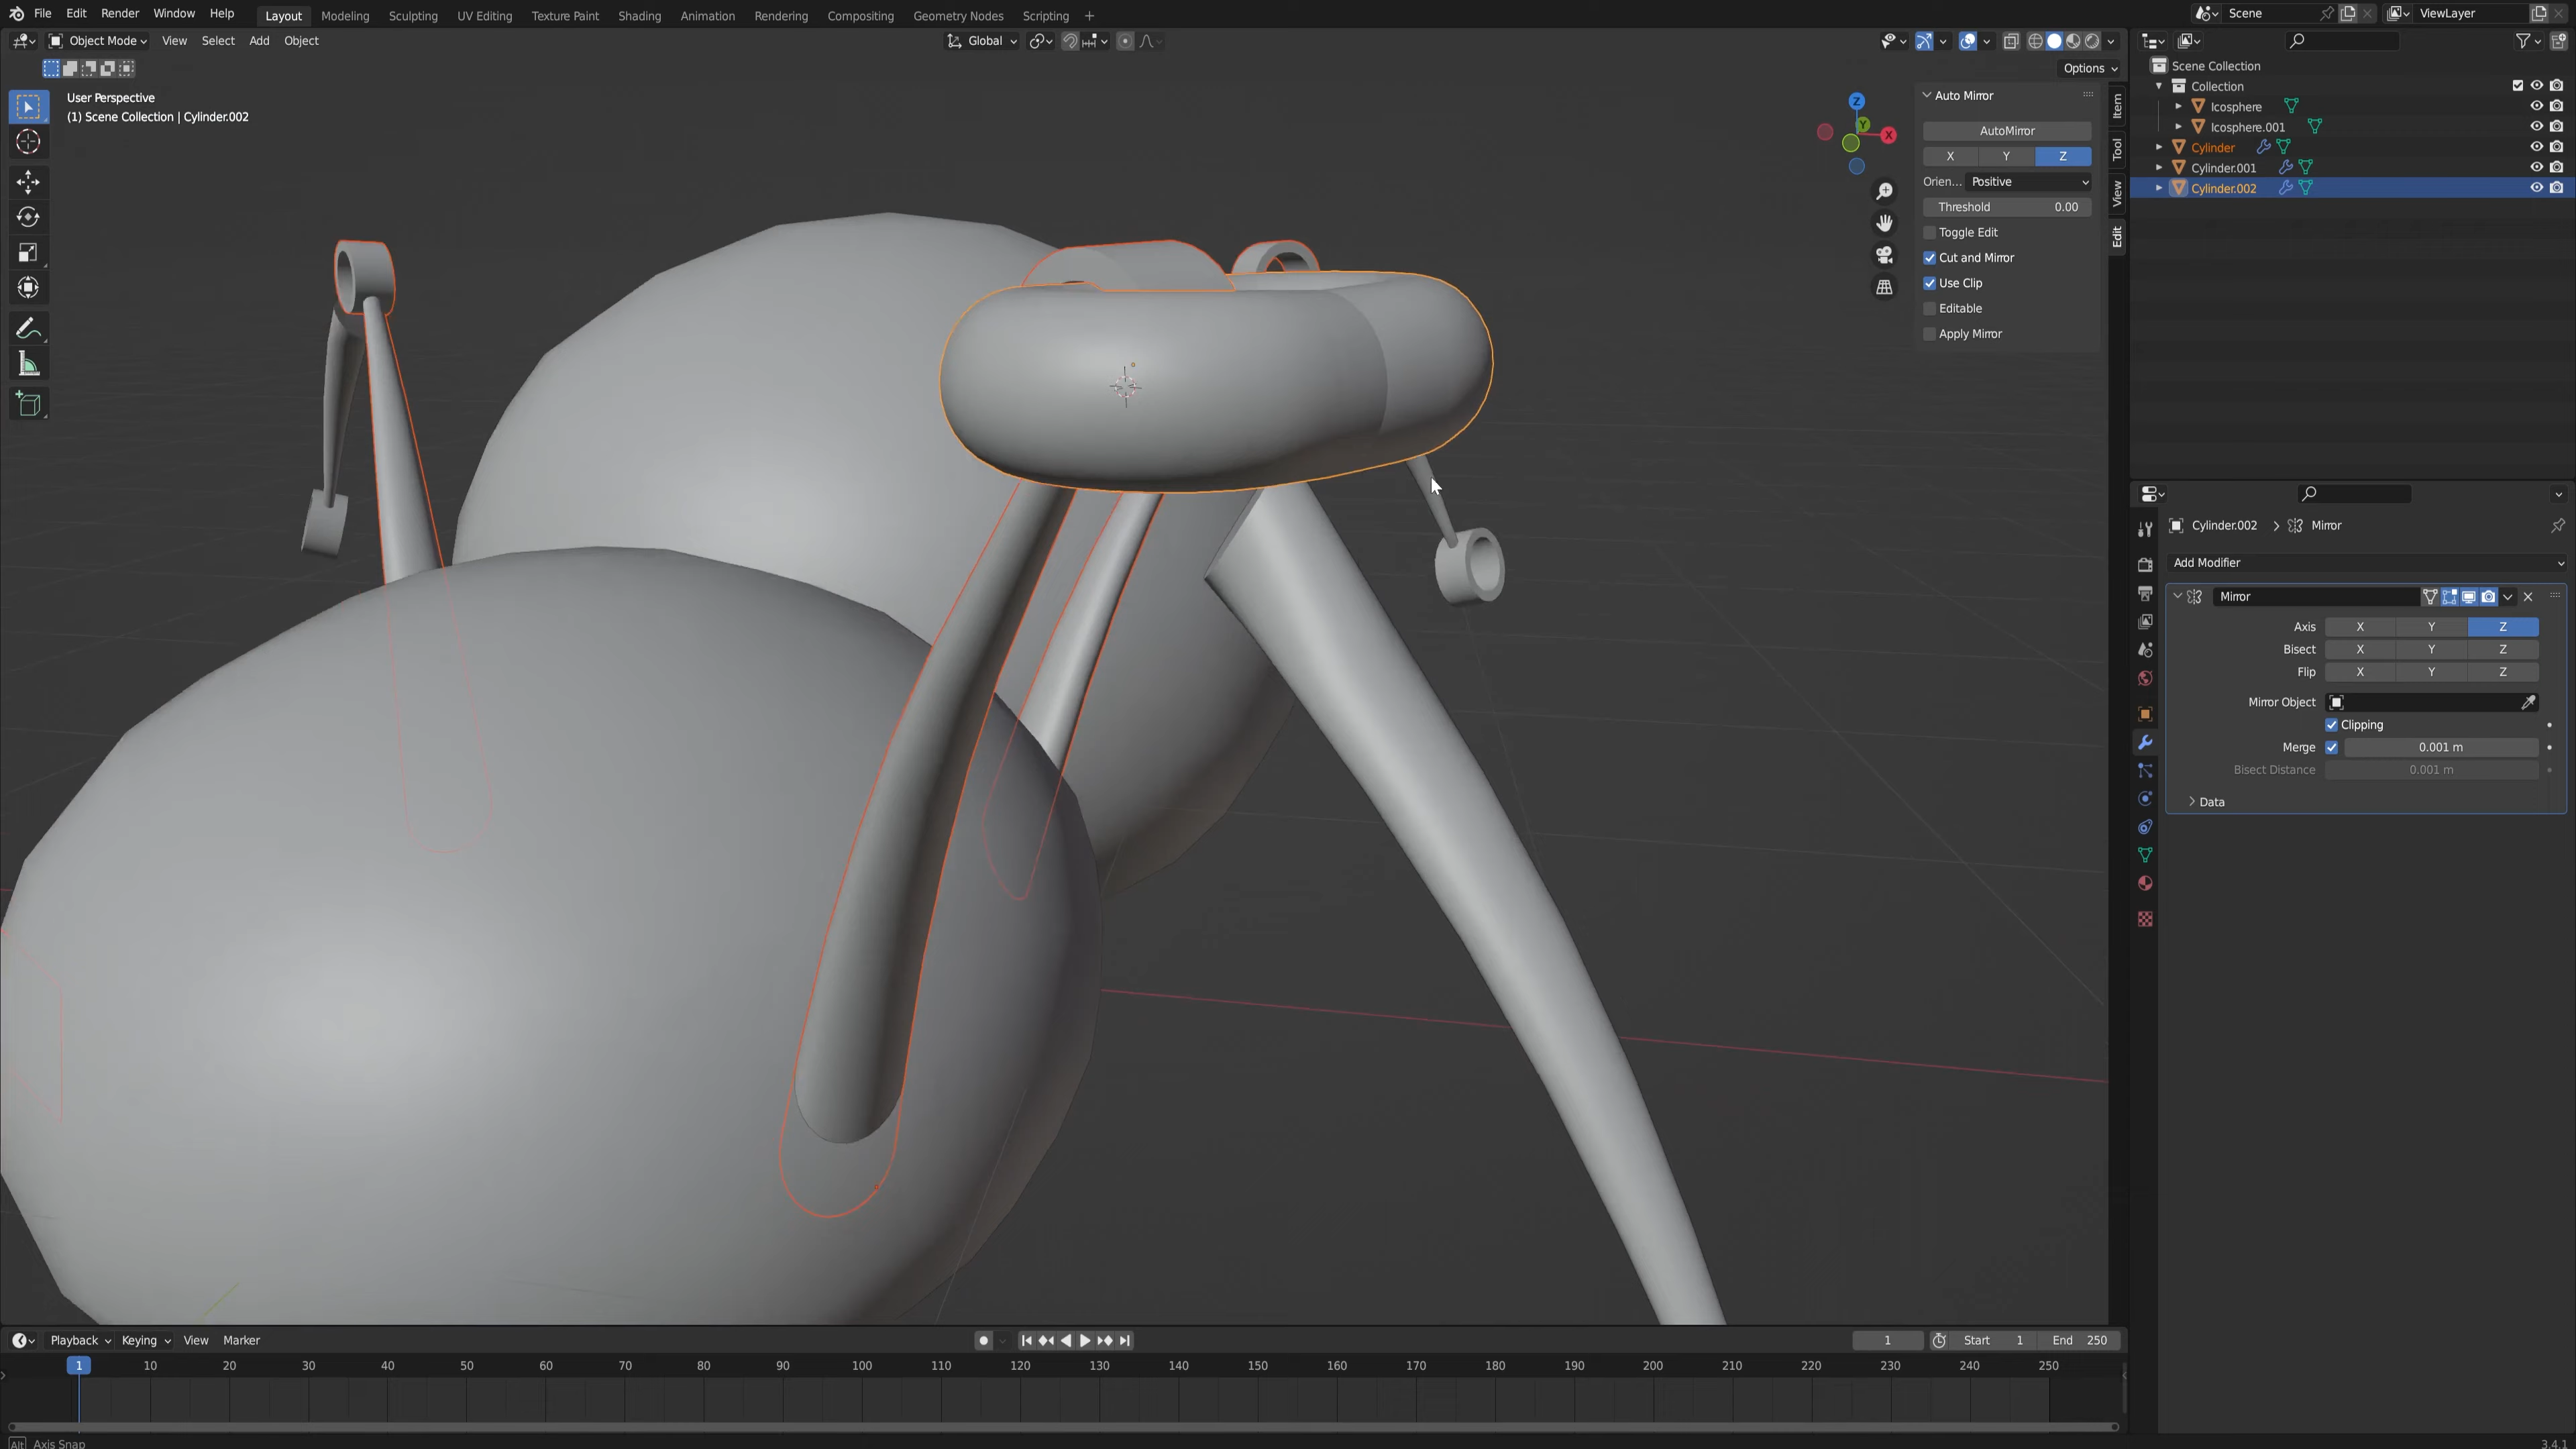 File Edit Render Window Help Layout Modeling Sculpting UV Editing Texture Paint Shading Animation Rendering Compositing Geometry Nodes Scripting + Scene ViewLayer
Object Mode View Select Add Object Global
Options
User Perspective
(1) Scene Collection | Cylinder.002
Z
Y
X
Auto Mirror
AutoMirror
X Y Z
Orien... Positive
Threshold 0.00
Toggle Edit
Cut and Mirror
Use Clip
Editable
Apply Mirror
Item
Tool
View
Edit
Scene Collection
Collection
Icosphere
Icosphere.001
Cylinder
Cylinder.001
Cylinder.002
Cylinder.002 > Mirror
Add Modifier
Mirror
Axis X Y Z
Bisect X Y Z
Flip X Y Z
Mirror Object
Clipping
Merge 0.001 m
Bisect Distance 0.001 m
Data
Playback Keying View Marker 1 Start 1 End 250
1 10 20 30 40 50 60 70 80 90 100 110 120 130 140 150 160 170 180 190 200 210 220 230 240 250
Alt Axis Snap
3.4.1